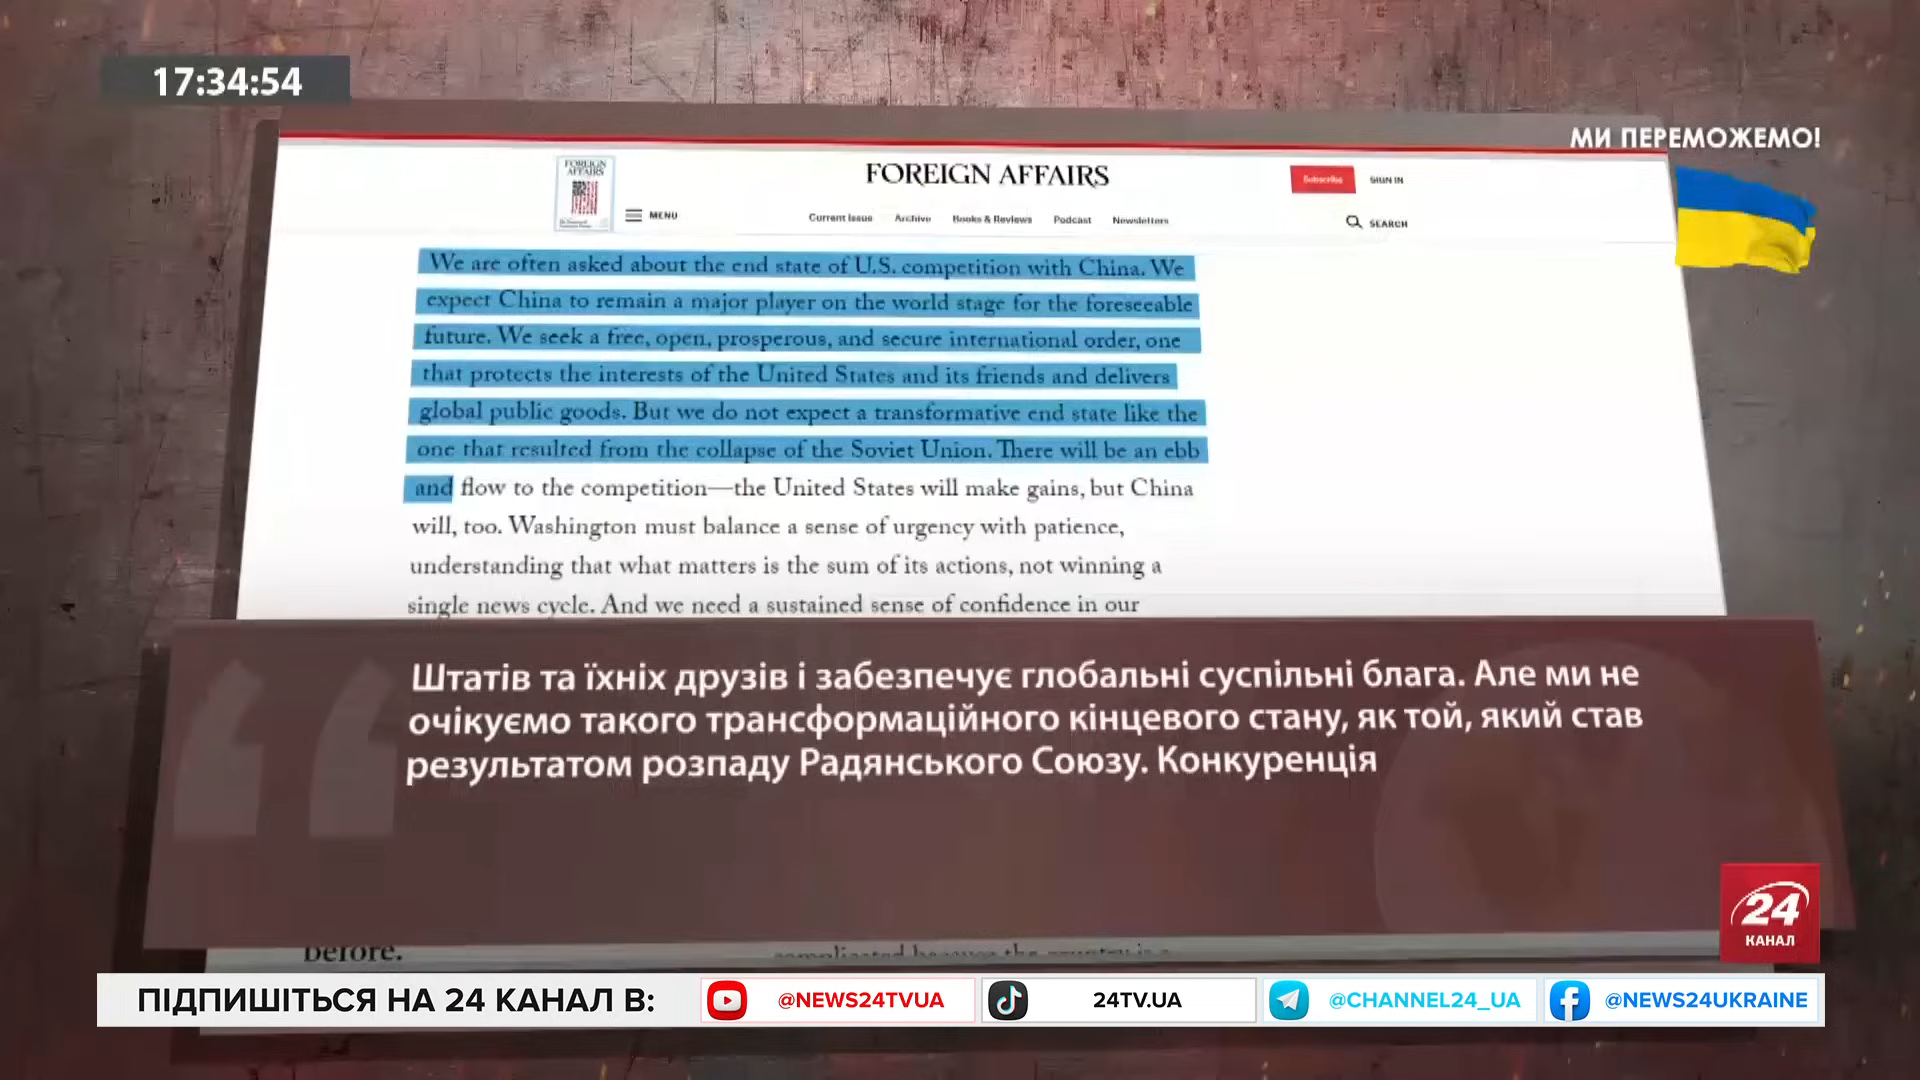 17:34:54
МИ ПЕРЕМОЖЕМО!
FOREIGN AFFAIRS
FOREIGN AFFAIRS
Subscribe
SIGN IN
MENU
Current Issue Archive Books & Reviews Podcast Newsletters
SEARCH
We are often asked about the end state of U.S. competition with China. We
expect China to remain a major player on the world stage for the foreseeable
future. We seek a free, open, prosperous, and secure international order, one
that protects the interests of the United States and its friends and delivers
global public goods. But we do not expect a transformative end state like the
one that resulted from the collapse of the Soviet Union. There will be an ebb
and flow to the competition—the United States will make gains, but China
will, too. Washington must balance a sense of urgency with patience,
understanding that what matters is the sum of its actions, not winning a
single news cycle. And we need a sustained sense of confidence in our
Штатів та їхніх друзів і забезпечує глобальні суспільні блага. Але ми не
очікуємо такого трансформаційного кінцевого стану, як той, який став
результатом розпаду Радянського Союзу. Конкуренція
before.
complicated because the country is a
24
КАНАЛ
ПІДПИШІТЬСЯ НА 24 КАНАЛ В:
@NEWS24TVUA
24TV.UA
@CHANNEL24_UA
@NEWS24UKRAINE